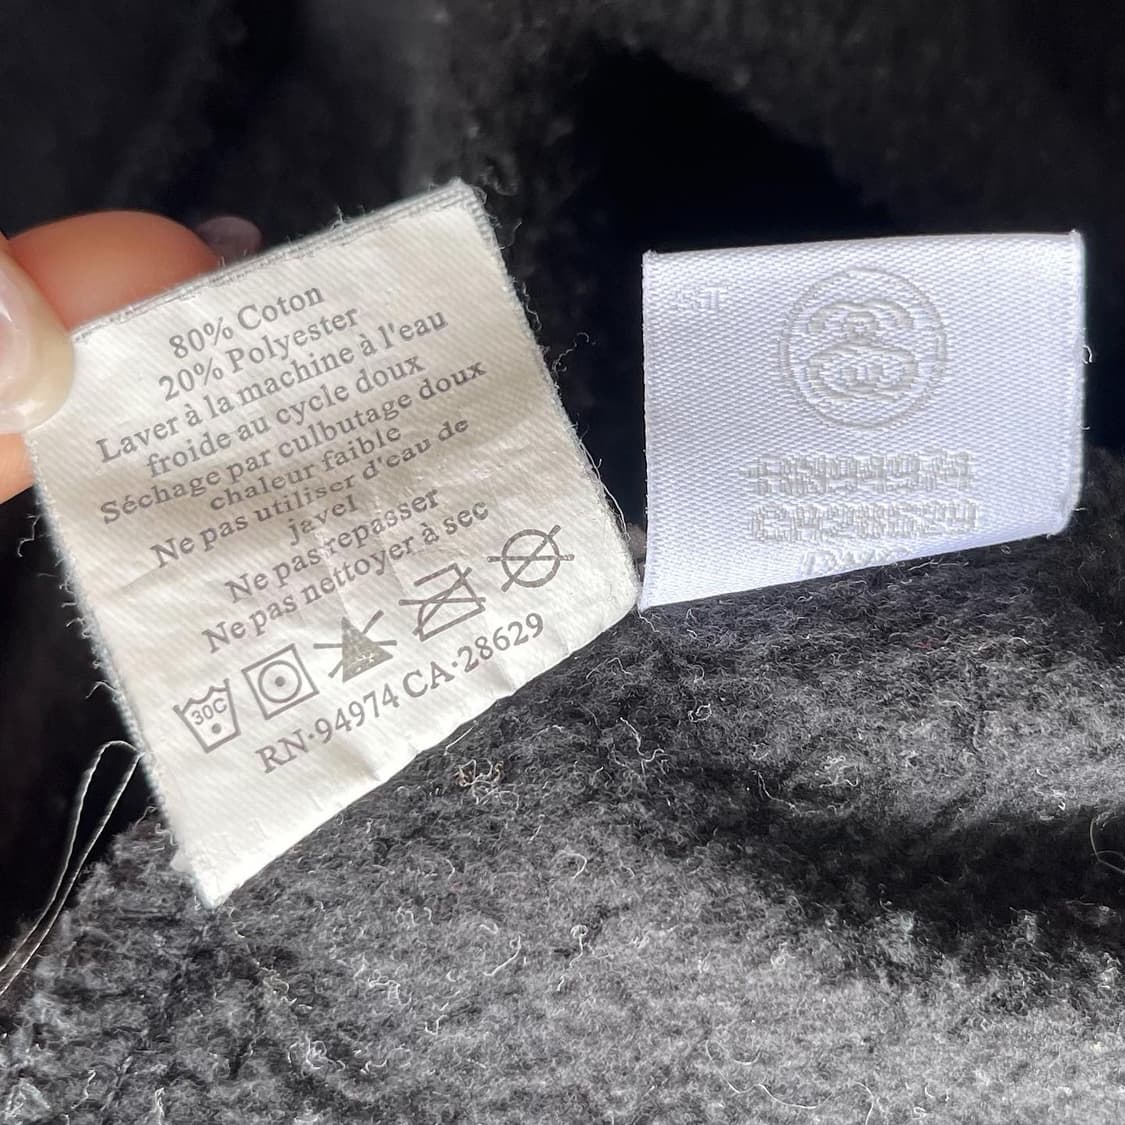 80% Coton
20% Polyester
Laver à la machine à l'eau
froide au cycle doux
Séchage par culbutage doux
chaleur faible
Ne pas utiliser d'eau de
javel
Ne pas repasser
Ne pas nettoyer à sec
30C
RN·94974 CA·28629
RN94974